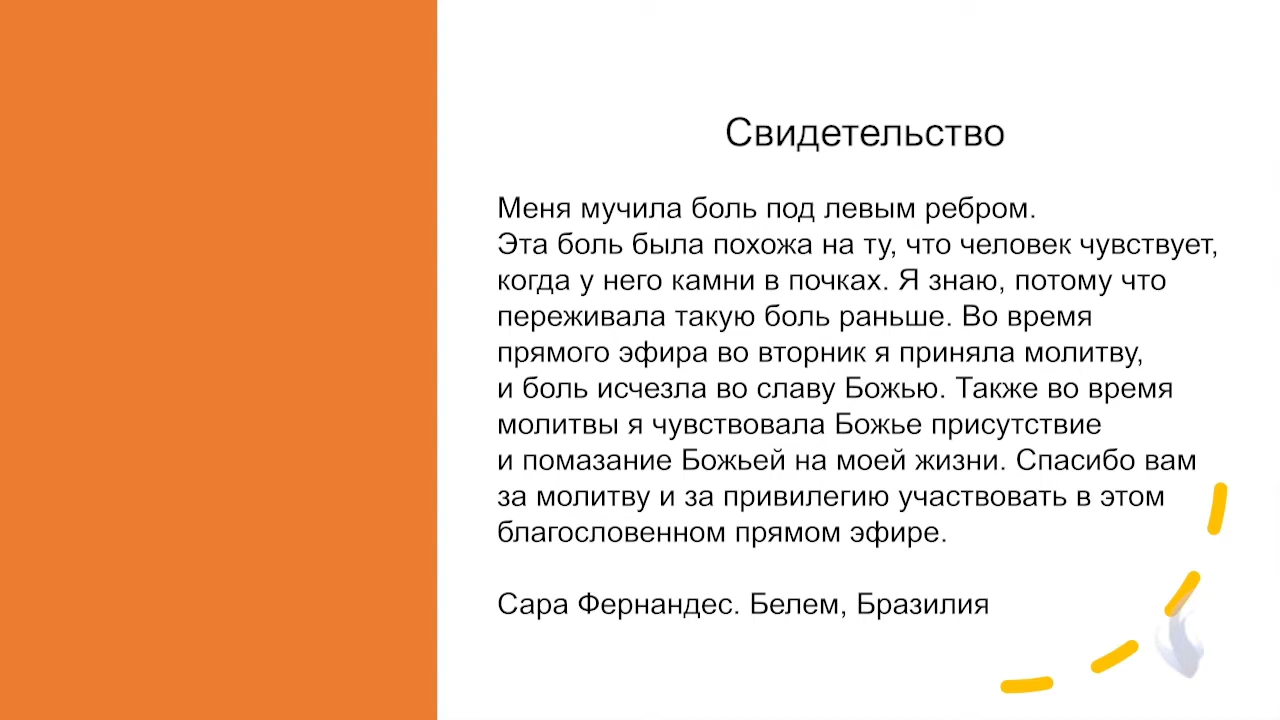 Свидетельство
Меня мучила боль под левым ребром.
Эта боль была похожа на ту, что человек чувствует,
когда у него камни в почках. Я знаю, потому что
переживала такую боль раньше. Во время
прямого эфира во вторник я приняла молитву,
и боль исчезла во славу Божью. Также во время
молитвы я чувствовала Божье присутствие
и помазание Божьей на моей жизни. Спасибо вам
за молитву и за привилегию участвовать в этом
благословенном прямом эфире.
Сара Фернандес. Белем, Бразилия